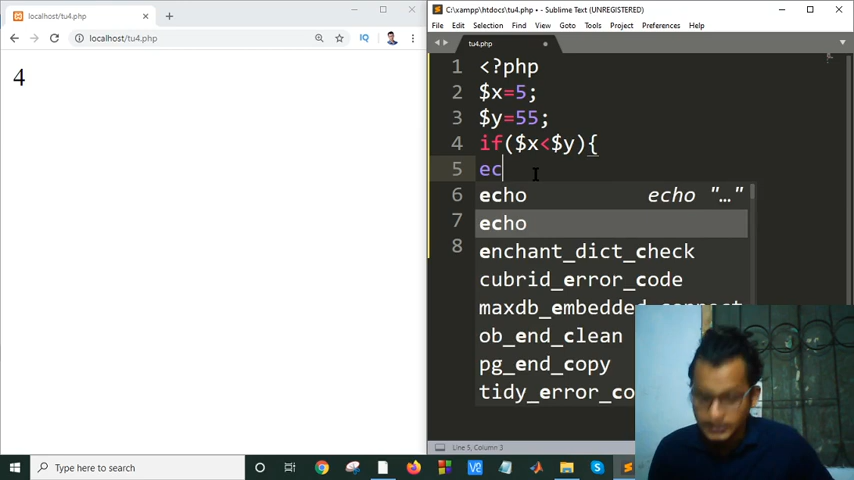 localhost/tu4.php
localhost/tu4.php
4
C:\xampp\htdocs\tu4.php • - Sublime Text (UNREGISTERED)
File Edit Selection Find View Goto Tools Project Preferences Help
tu4.php
1 <?php
2 $x=5;
3 $y=55;
4 if($x<$y){
5 ec
6
7
8
echo echo "…"
echo
enchant_dict_check
cubrid_error_code
maxdb_embedded_connect
ob_end_clean
pg_end_copy
tidy_error_co
Line 5, Column 3
Type here to search